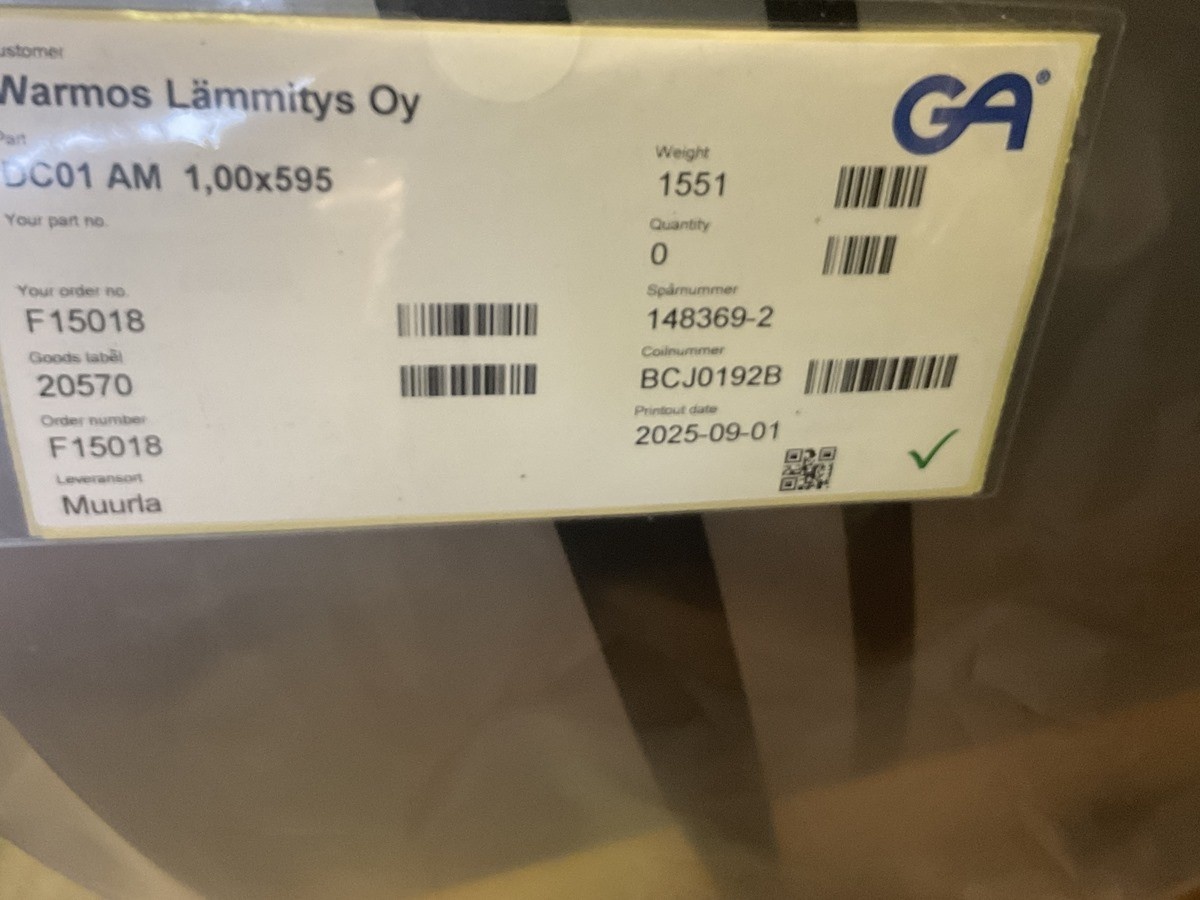 ustomer
Warmos Lämmitys Oy
Part
DC01 AM 1,00x595
Your part no.
Your order no.
F15018
Goods label
20570
Order number
F15018
Leveransort
Muurla
GA®
Weight
1551
Quantity
0
Spårnummer
148369-2
Coilnummer
BCJ0192B
Printout date
2025-09-01